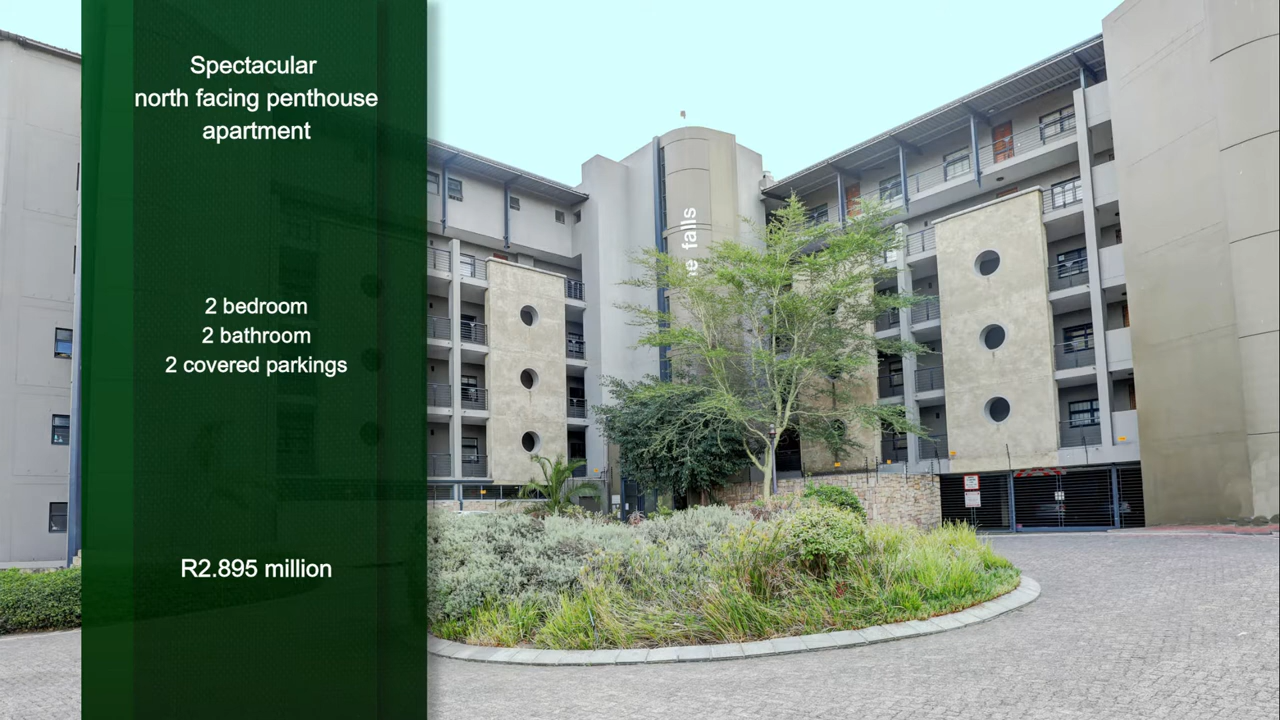 Spectacular
north facing penthouse
apartment
2 bedroom
2 bathroom
2 covered parkings
R2.895 million
falls